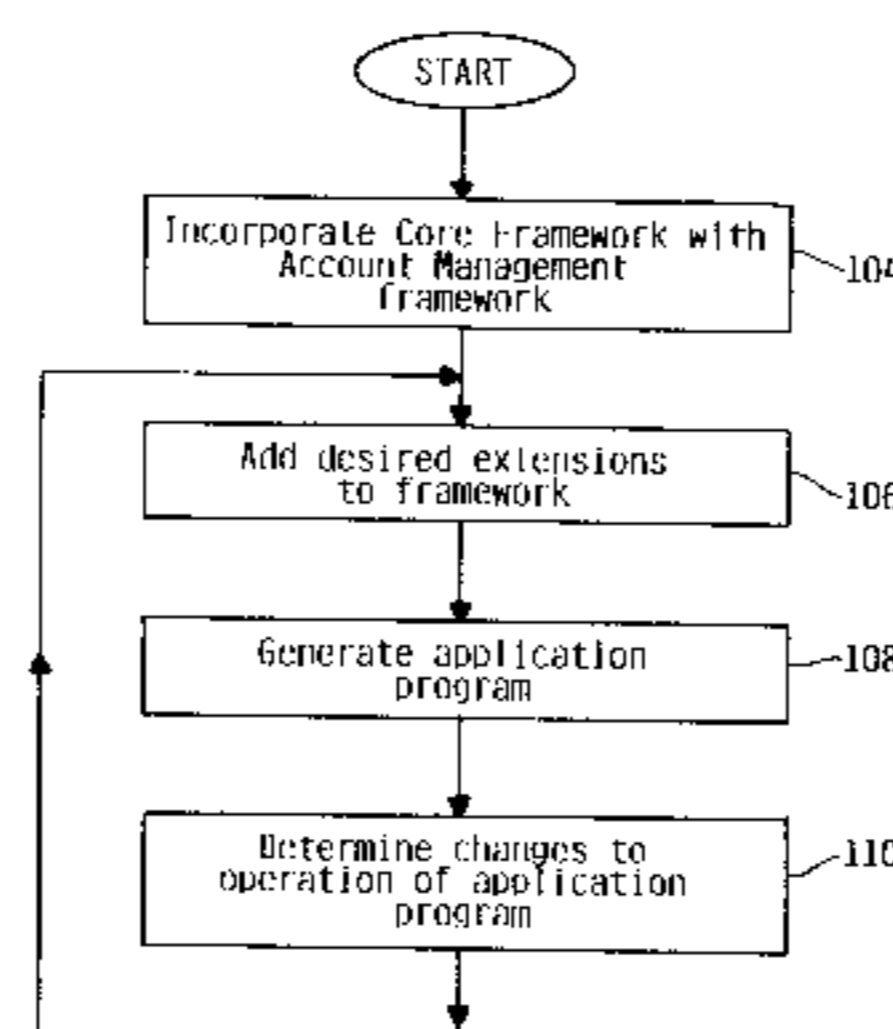 START
Incorporate Core Framework with
Account Management
framework
104
Add desired extensions
to framework
106
Generate application
program
108
Determine changes to
operation of application
program
110